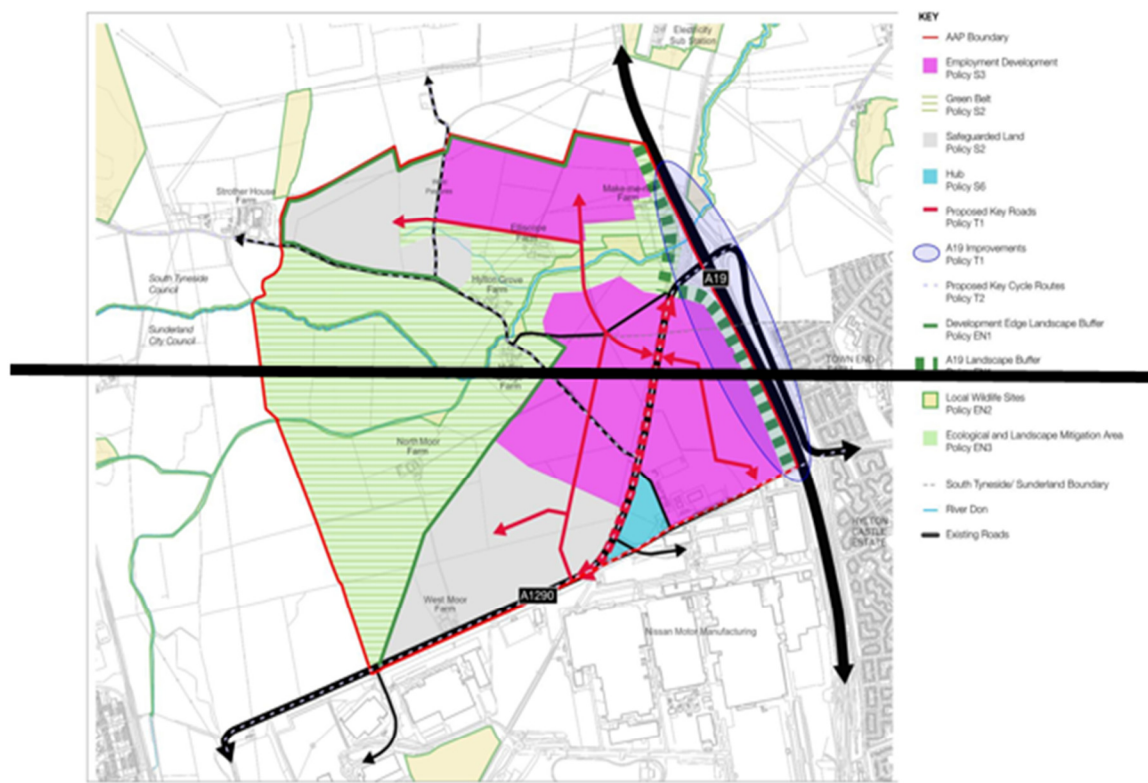 Electricity
Sub Station
Strother House
Farm
Make-me-rich
Farm
Elliscope
Farm
South Tyneside
Council
Hylton Grove
Farm
A19
Sunderland
City Council
TOWN END
Farm
North Moor
Farm
HYLTON
CASTLE
ESTATE
A1290
West Moor
Farm
Nissan Motor Manufacturing
KEY
AAP Boundary
Employment Development
Policy S3
Green Belt
Policy S2
Safeguarded Land
Policy S2
Hub
Policy S6
Proposed Key Roads
Policy T1
A19 Improvements
Policy T1
Proposed Key Cycle Routes
Policy T2
Development Edge Landscape Buffer
Policy EN1
A19 Landscape Buffer
Local Wildlife Sites
Policy EN2
Ecological and Landscape Mitigation Area
Policy EN3
South Tyneside/ Sunderland Boundary
River Don
Existing Roads